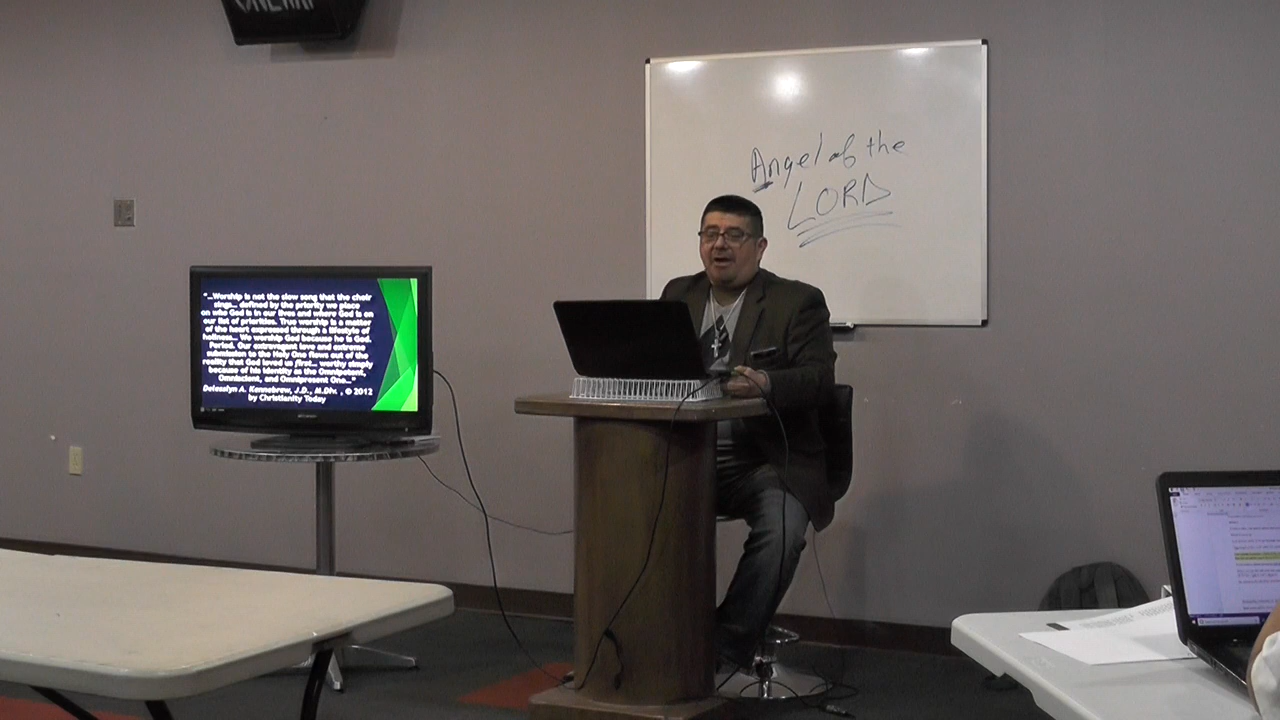 Angel of the
LORD
"...Worship is not the slow song that the choir
sings... defined by the priority we place
on who God is in our lives and where God is on
our list of priorities. True worship is a matter
of the heart expressed through a lifestyle of
holiness... We worship God because he is God.
Period. Our extravagant love and extreme
submission to the Holy One flows out of the
reality that God loved us first... worthy simply
because of his identity as the Omnipotent,
Omniscient, and Omnipresent One..."
Delesslyn A. Kennebrew, J.D., M.Div. , © 2012
by Christianity Today